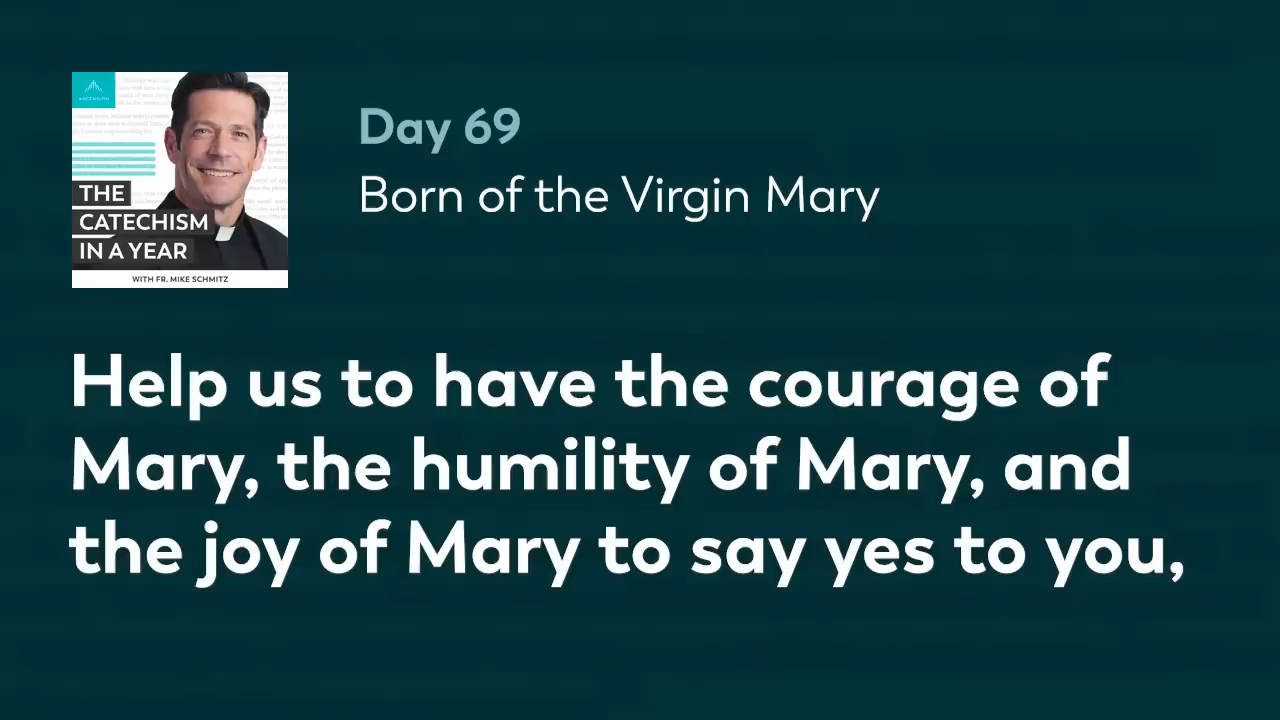 ASCENSION
THE
CATECHISM
IN A YEAR
WITH FR. MIKE SCHMITZ
Day 69
Born of the Virgin Mary
Help us to have the courage of
Mary, the humility of Mary, and
the joy of Mary to say yes to you,